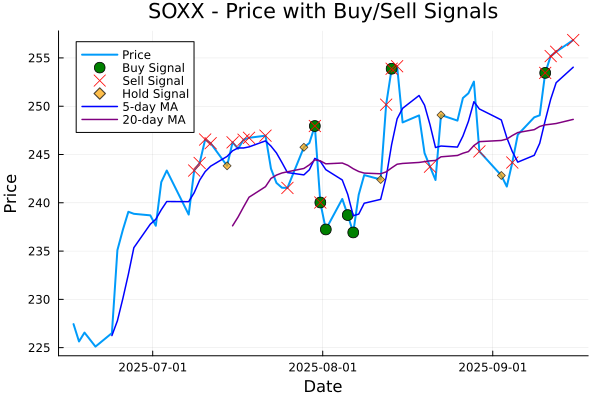 SOXX - Price with Buy/Sell Signals
Price
Buy Signal
Sell Signal
Hold Signal
5-day MA
20-day MA
255
250
245
240
235
230
225
Price
2025-07-01
2025-08-01
2025-09-01
Date